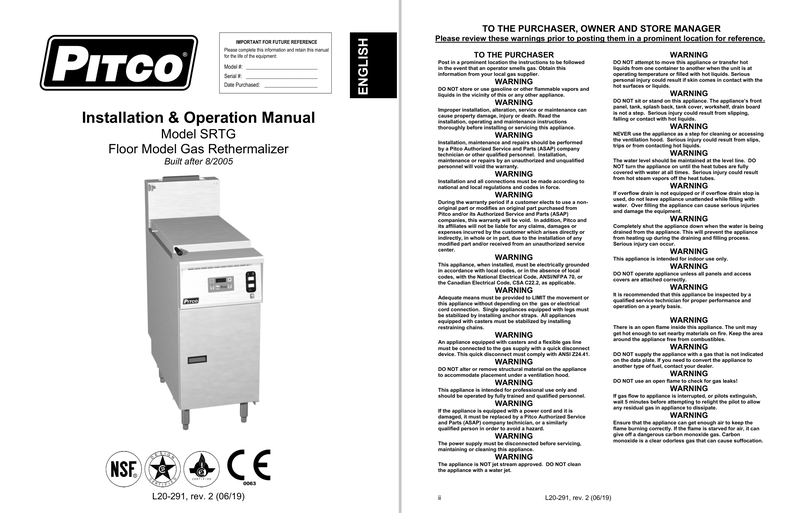 PITCO ®
IMPORTANT FOR FUTURE REFERENCE
Please complete this information and retain this manual
for the life of the equipment:
Model #:
Serial #:
Date Purchased:
ENGLISH
Installation & Operation Manual
Model SRTG
Floor Model Gas Rethermalizer
Built after 8/2005
Pitco
NSF ®
DESIGN
CERTIFIED
CERTIFIED
CE
0063
L20-291, rev. 2 (06/19)
TO THE PURCHASER, OWNER AND STORE MANAGER
Please review these warnings prior to posting them in a prominent location for reference.
TO THE PURCHASER
Post in a prominent location the instructions to be followed
in the event that an operator smells gas. Obtain this
information from your local gas supplier.
WARNING
DO NOT store or use gasoline or other flammable vapors and
liquids in the vicinity of this or any other appliance.
WARNING
Improper installation, alteration, service or maintenance can
cause property damage, injury or death. Read the
installation, operating and maintenance instructions
thoroughly before installing or servicing this appliance.
WARNING
Installation, maintenance and repairs should be performed
by a Pitco Authorized Service and Parts (ASAP) company
technician or other qualified personnel. Installation,
maintenance or repairs by an unauthorized and unqualified
personnel will void the warranty.
WARNING
Installation and all connections must be made according to
national and local regulations and codes in force.
WARNING
During the warranty period if a customer elects to use a non-
original part or modifies an original part purchased from
Pitco and/or its Authorized Service and Parts (ASAP)
companies, this warranty will be void. In addition, Pitco and
its affiliates will not be liable for any claims, damages or
expenses incurred by the customer which arises directly or
indirectly, in whole or in part, due to the installation of any
modified part and/or received from an unauthorized service
center.
WARNING
This appliance, when installed, must be electrically grounded
in accordance with local codes, or in the absence of local
codes, with the National Electrical Code, ANSI/NFPA 70, or
the Canadian Electrical Code, CSA C22.2, as applicable.
WARNING
Adequate means must be provided to LIMIT the movement or
this appliance without depending on the gas or electrical
cord connection. Single appliances equipped with legs must
be stabilized by installing anchor straps. All appliances
equipped with casters must be stabilized by installing
restraining chains.
WARNING
An appliance equipped with casters and a flexible gas line
must be connected to the gas supply with a quick disconnect
device. This quick disconnect must comply with ANSI Z24.41.
WARNING
DO NOT alter or remove structural material on the appliance
to accommodate placement under a ventilation hood.
WARNING
This appliance is intended for professional use only and
should be operated by fully trained and qualified personnel.
WARNING
If the appliance is equipped with a power cord and it is
damaged, it must be replaced by a Pitco Authorized Service
and Parts (ASAP) company technician, or a similarly
qualified person in order to avoid a hazard.
WARNING
The power supply must be disconnected before servicing,
maintaining or cleaning this appliance.
WARNING
The appliance is NOT jet stream approved. DO NOT clean
the appliance with a water jet.
WARNING
DO NOT attempt to move this appliance or transfer hot
liquids from one container to another when the unit is at
operating temperature or filled with hot liquids. Serious
personal injury could result if skin comes in contact with the
hot surfaces or liquids.
WARNING
DO NOT sit or stand on this appliance. The appliance's front
panel, tank, splash back, tank cover, workshelf, drain board
is not a step. Serious injury could result from slipping,
falling or contact with hot liquids.
WARNING
NEVER use the appliance as a step for cleaning or accessing
the ventilation hood. Serious injury could result from slips,
trips or from contacting hot liquids.
WARNING
The water level should be maintained at the level line. DO
NOT turn the appliance on until the heat tubes are fully
covered with water at all times. Serious injury could result
from hot steam vapors off the heat tubes.
WARNING
If overflow drain is not equipped or if overflow drain stop is
used, do not leave appliance unattended while filling with
water. Over filling the appliance can cause serious injuries
and damage the equipment.
WARNING
Completely shut the appliance down when the water is being
drained from the appliance. This will prevent the appliance
from heating up during the draining and filling process.
Serious injury can occur.
WARNING
This appliance is intended for indoor use only.
WARNING
DO NOT operate appliance unless all panels and access
covers are attached correctly.
WARNING
It is recommended that this appliance be inspected by a
qualified service technician for proper performance and
operation on a yearly basis.
WARNING
There is an open flame inside this appliance. The unit may
get hot enough to set nearby materials on fire. Keep the area
around the appliance free from combustibles.
WARNING
DO NOT supply the appliance with a gas that is not indicated
on the data plate. If you need to convert the appliance to
another type of fuel, contact your dealer.
WARNING
DO NOT use an open flame to check for gas leaks!
WARNING
If gas flow to appliance is interrupted, or pilots extinguish,
wait 5 minutes before attempting to relight the pilot to allow
any residual gas in appliance to dissipate.
WARNING
Ensure that the appliance can get enough air to keep the
flame burning correctly. If the flame is starved for air, it can
give off a dangerous carbon monoxide gas. Carbon
monoxide is a clear odorless gas that can cause suffocation.
ii
L20-291, rev. 2 (06/19)